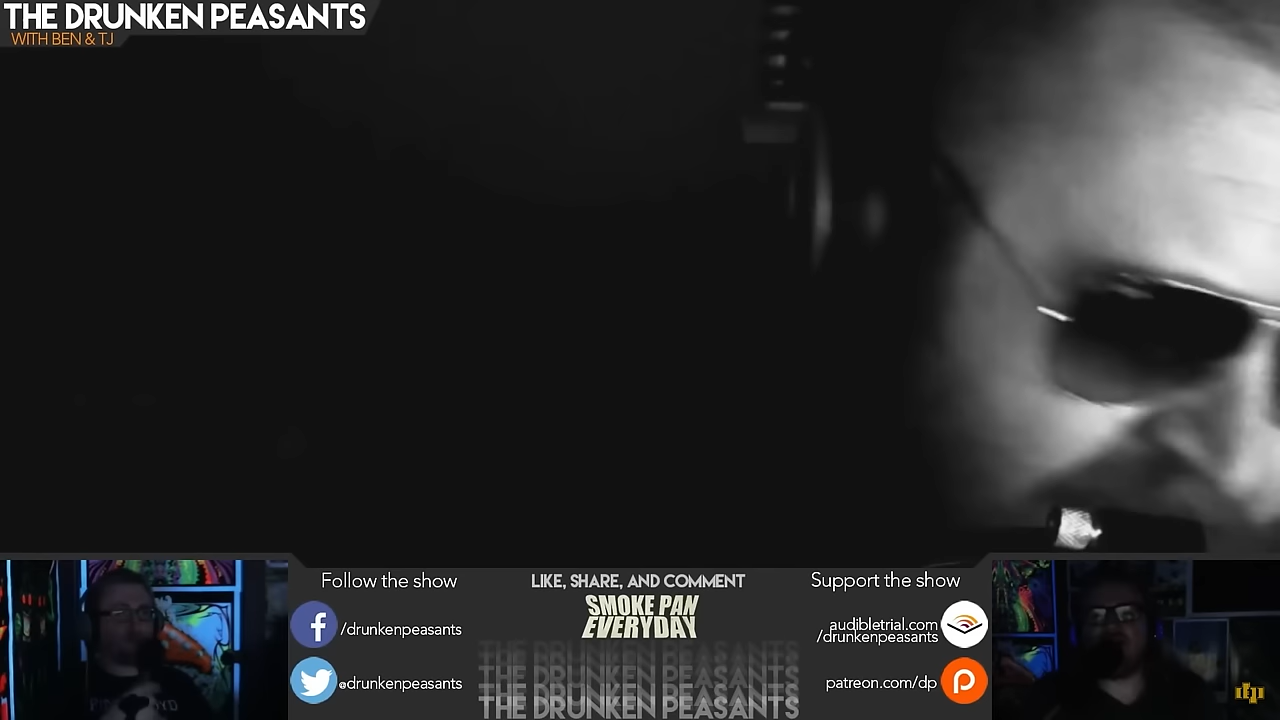 THE DRUNKEN PEASANTS
WITH BEN & TJ
Follow the show
/drunkenpeasants
@drunkenpeasants
LIKE, SHARE, AND COMMENT
SMOKE PAN
EVERYDAY
THE DRUNKEN PEASANTS
THE DRUNKEN PEASANTS
THE DRUNKEN PEASANTS
Support the show
audibletrial.com
/drunkenpeasants
patreon.com/dp
dp